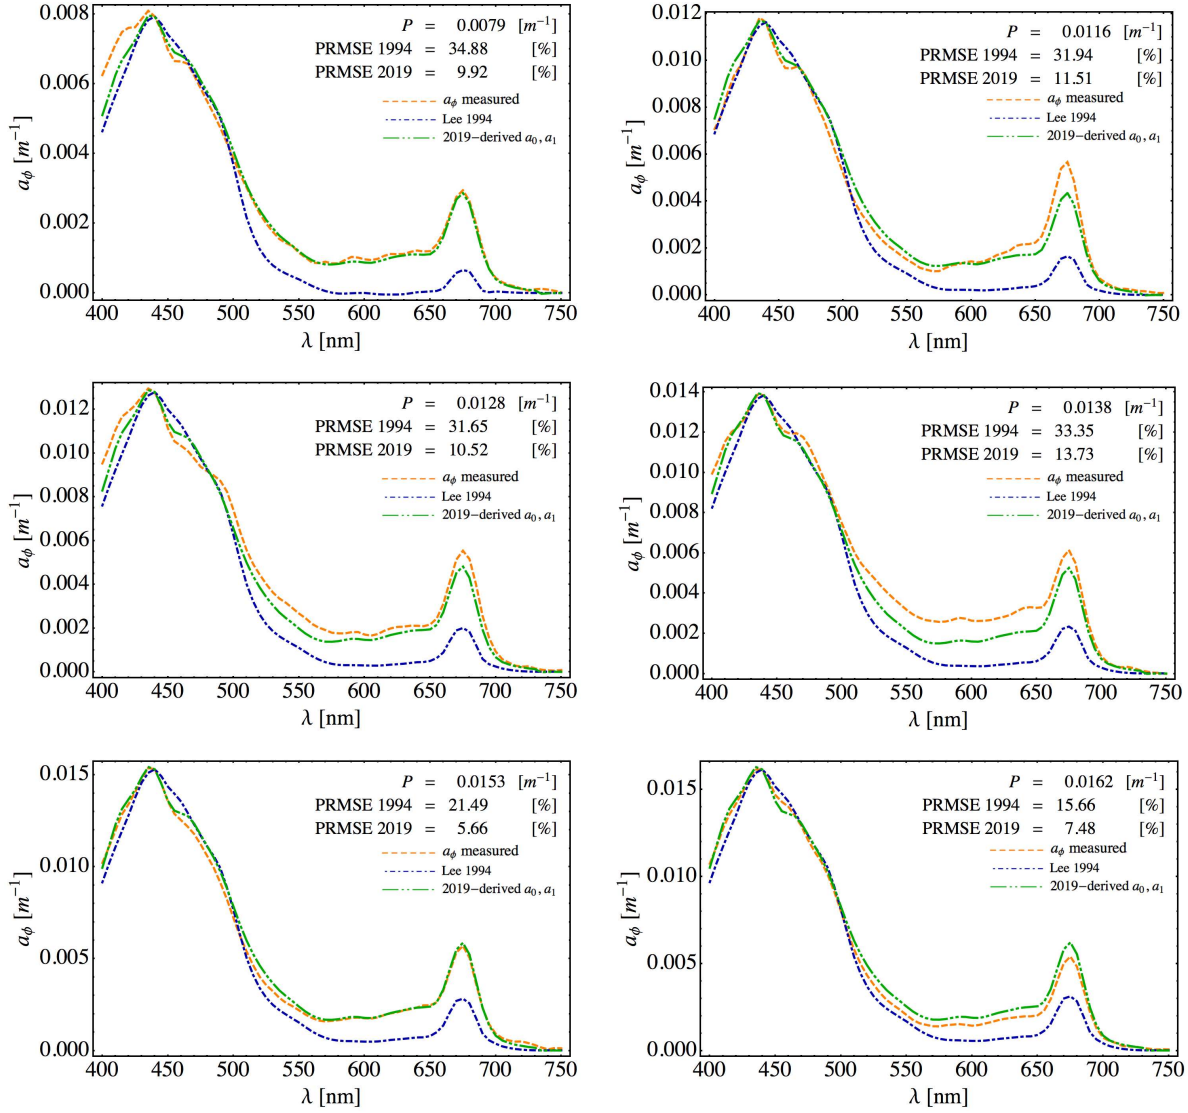 P = 0.0079 [m⁻¹]
PRMSE 1994 = 34.88 [%]
PRMSE 2019 = 9.92 [%]
aϕ measured
Lee 1994
2019−derived a₀, a₁
0.008
0.006
0.004
0.002
0.000
aϕ [m⁻¹]
400 450 500 550 600 650 700 750
λ [nm]
P = 0.0116 [m⁻¹]
PRMSE 1994 = 31.94 [%]
PRMSE 2019 = 11.51 [%]
aϕ measured
Lee 1994
2019−derived a₀, a₁
0.012
0.010
0.008
0.006
0.004
0.002
0.000
aϕ [m⁻¹]
400 450 500 550 600 650 700 750
λ [nm]
P = 0.0128 [m⁻¹]
PRMSE 1994 = 31.65 [%]
PRMSE 2019 = 10.52 [%]
aϕ measured
Lee 1994
2019−derived a₀, a₁
0.012
0.010
0.008
0.006
0.004
0.002
0.000
aϕ [m⁻¹]
400 450 500 550 600 650 700 750
λ [nm]
P = 0.0138 [m⁻¹]
PRMSE 1994 = 33.35 [%]
PRMSE 2019 = 13.73 [%]
aϕ measured
Lee 1994
2019−derived a₀, a₁
0.014
0.012
0.010
0.008
0.006
0.004
0.002
0.000
aϕ [m⁻¹]
400 450 500 550 600 650 700 750
λ [nm]
P = 0.0153 [m⁻¹]
PRMSE 1994 = 21.49 [%]
PRMSE 2019 = 5.66 [%]
aϕ measured
Lee 1994
2019−derived a₀, a₁
0.015
0.010
0.005
0.000
aϕ [m⁻¹]
400 450 500 550 600 650 700 750
λ [nm]
P = 0.0162 [m⁻¹]
PRMSE 1994 = 15.66 [%]
PRMSE 2019 = 7.48 [%]
aϕ measured
Lee 1994
2019−derived a₀, a₁
0.015
0.010
0.005
0.000
aϕ [m⁻¹]
400 450 500 550 600 650 700 750
λ [nm]